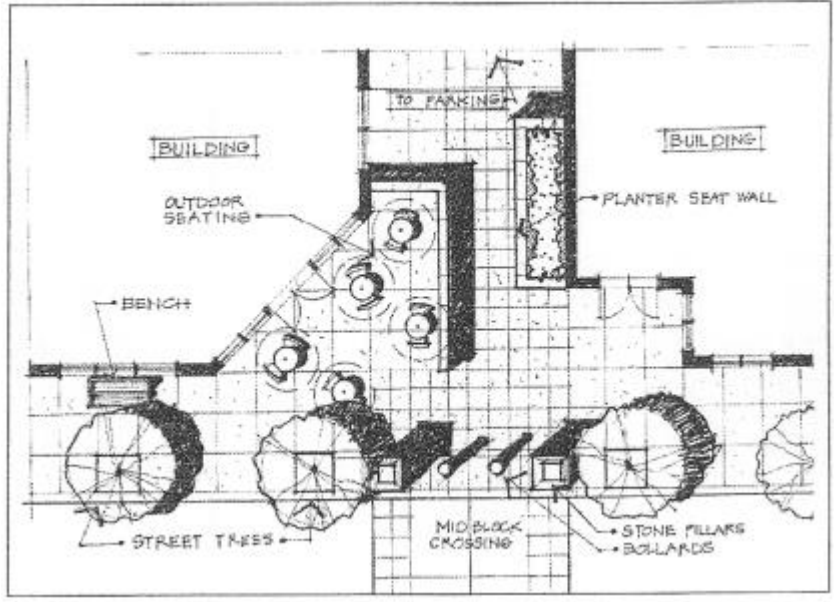 TO PARKING
BUILDING
BUILDING
OUTDOOR
SEATING
PLANTER SEAT WALL
BENCH
MID BLOCK
CROSSING
STONE PILLARS
BOLLARDS
STREET TREES